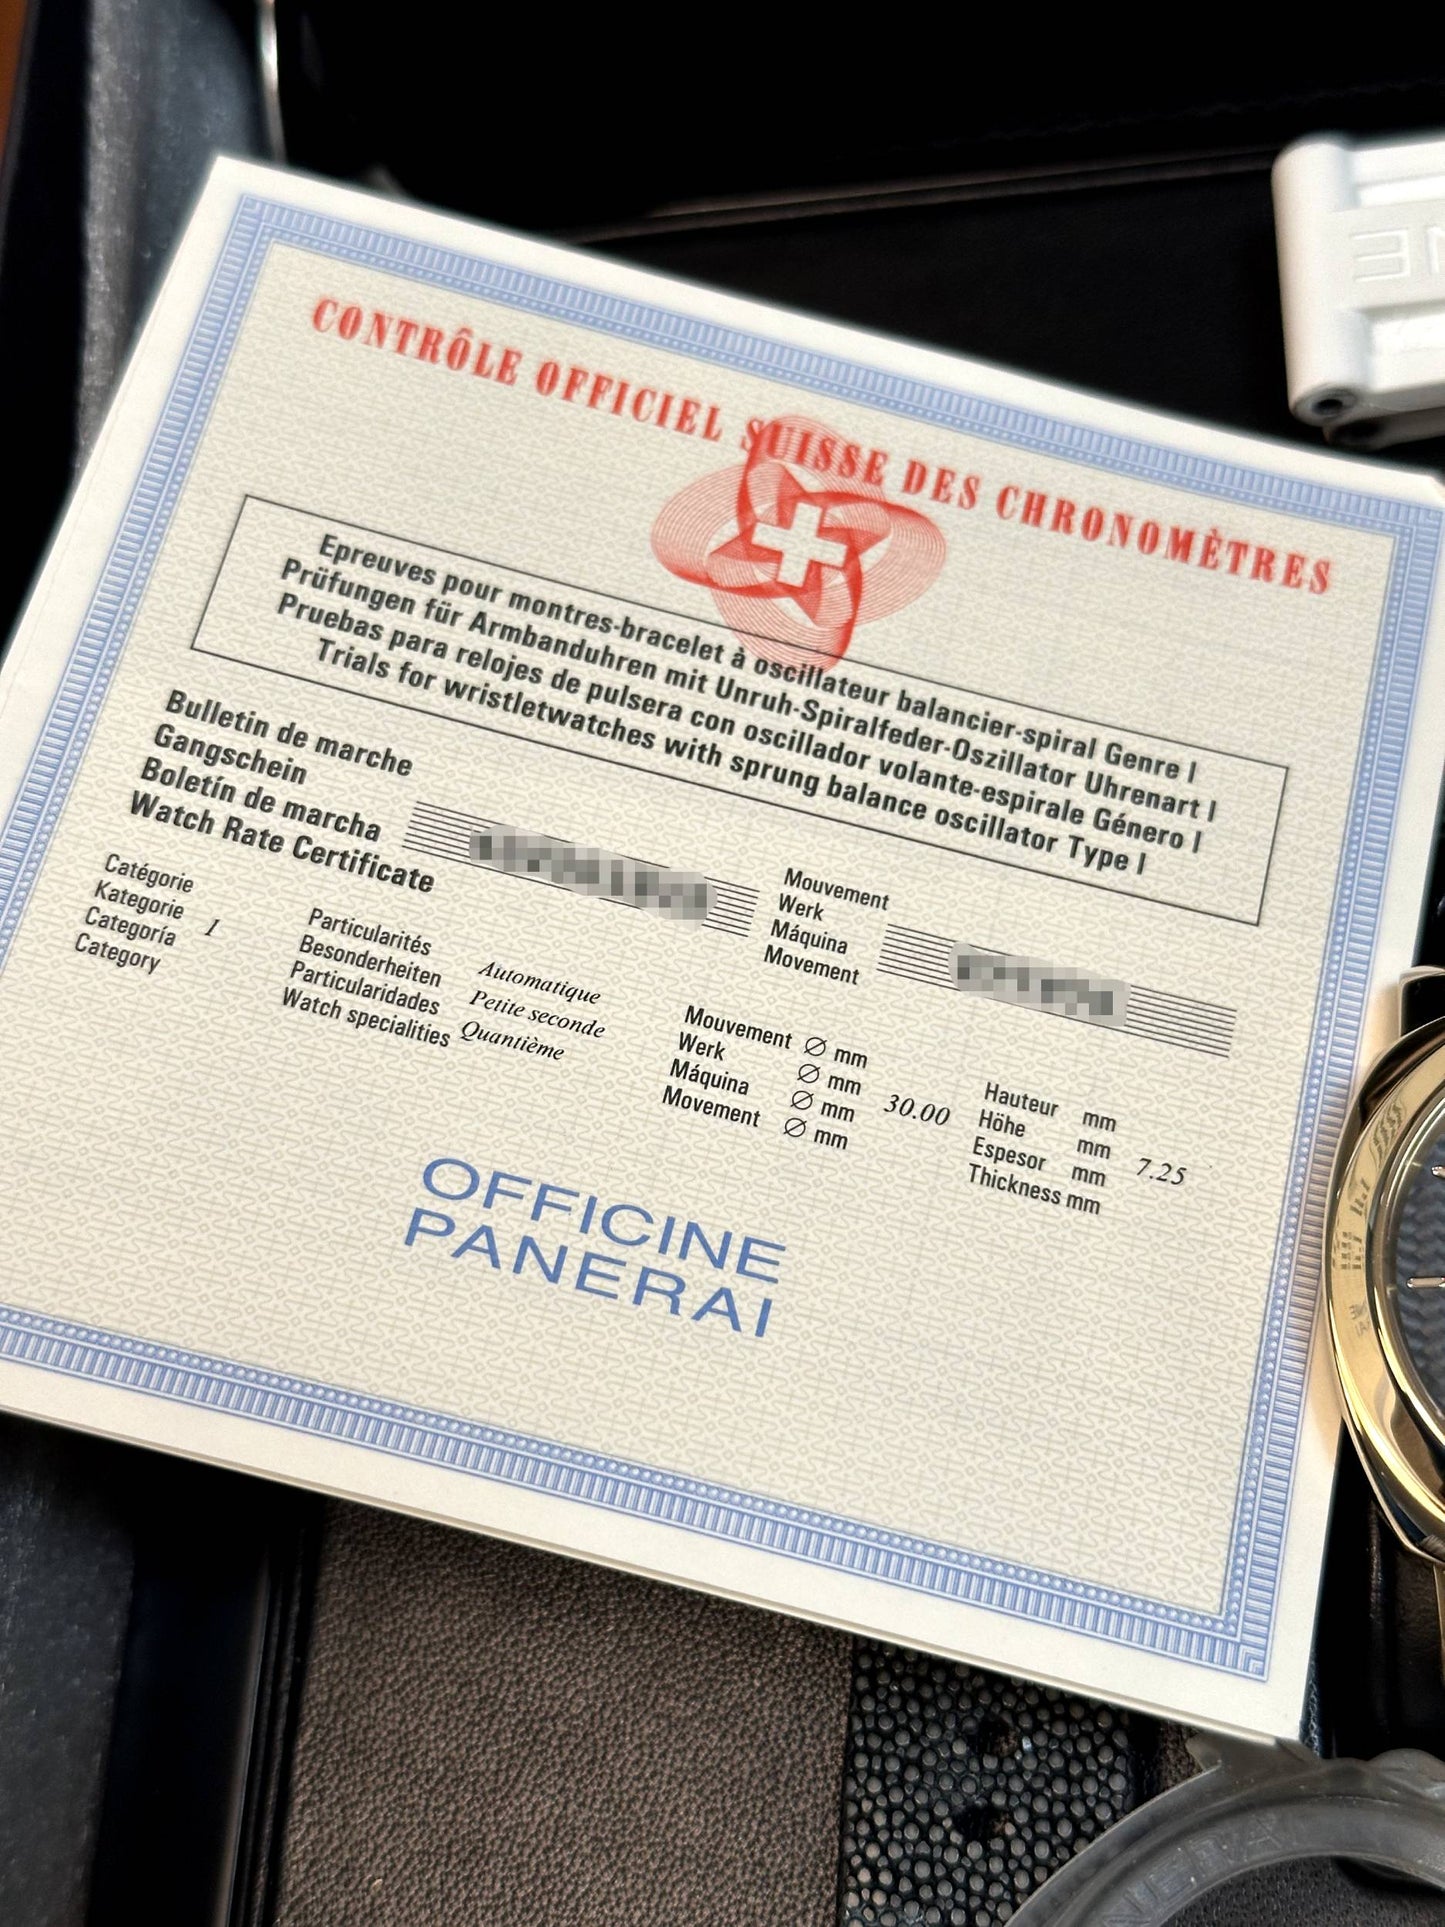 CONTRÔLE OFFICIEL SUISSE DES CHRONOMÈTRES
Epreuves pour montres-bracelet à oscillateur balancier-spiral Genre I
Prüfungen für Armbanduhren mit Unruh-Spiralfeder-Oszillator Uhrenart I
Pruebas para relojes de pulsera con oscillador volante-espirale Género I
Trials for wristletwatches with sprung balance oscillator Type I
Bulletin de marche
Gangschein
Boletín de marcha
Watch Rate Certificate
Mouvement
Werk
Máquina
Movement
Catégorie
Kategorie
Categoría
Category
1
Particularités
Besonderheiten
Particularidades
Watch specialities
Automatique
Petite seconde
Quantième
Mouvement ∅ mm
Werk ∅ mm
Máquina ∅ mm
Movement ∅ mm
30.00
Hauteur mm
Höhe mm
Espesor mm
Thickness mm
7.25
OFFICINE
PANERAI